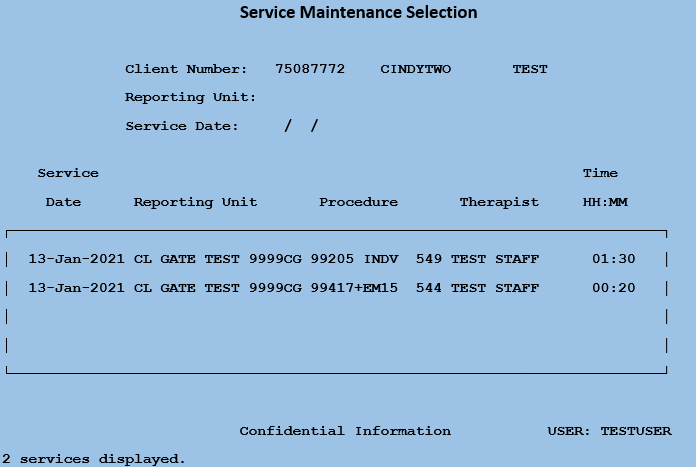 Service Maintenance Selection
Client Number: 75087772 CINDYTWO TEST
Reporting Unit:
Service Date: / /
Service Time
Date Reporting Unit Procedure Therapist HH:MM
13-Jan-2021 CL GATE TEST 9999CG 99205 INDV 549 TEST STAFF 01:30
13-Jan-2021 CL GATE TEST 9999CG 99417+EM15 544 TEST STAFF 00:20
Confidential Information USER: TESTUSER
2 services displayed.